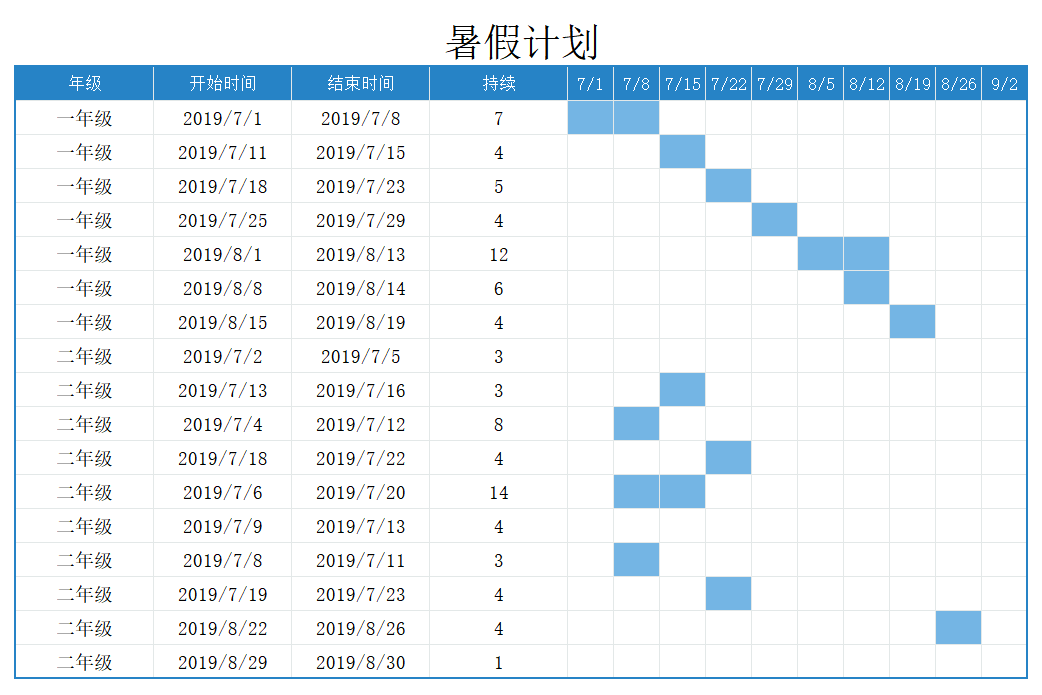 暑假计划
年级 开始时间 结束时间 持续 7/1 7/8 7/15 7/22 7/29 8/5 8/12 8/19 8/26 9/2
一年级 2019/7/1 2019/7/8 7
一年级 2019/7/11 2019/7/15 4
一年级 2019/7/18 2019/7/23 5
一年级 2019/7/25 2019/7/29 4
一年级 2019/8/1 2019/8/13 12
一年级 2019/8/8 2019/8/14 6
一年级 2019/8/15 2019/8/19 4
二年级 2019/7/2 2019/7/5 3
二年级 2019/7/13 2019/7/16 3
二年级 2019/7/4 2019/7/12 8
二年级 2019/7/18 2019/7/22 4
二年级 2019/7/6 2019/7/20 14
二年级 2019/7/9 2019/7/13 4
二年级 2019/7/8 2019/7/11 3
二年级 2019/7/19 2019/7/23 4
二年级 2019/8/22 2019/8/26 4
二年级 2019/8/29 2019/8/30 1